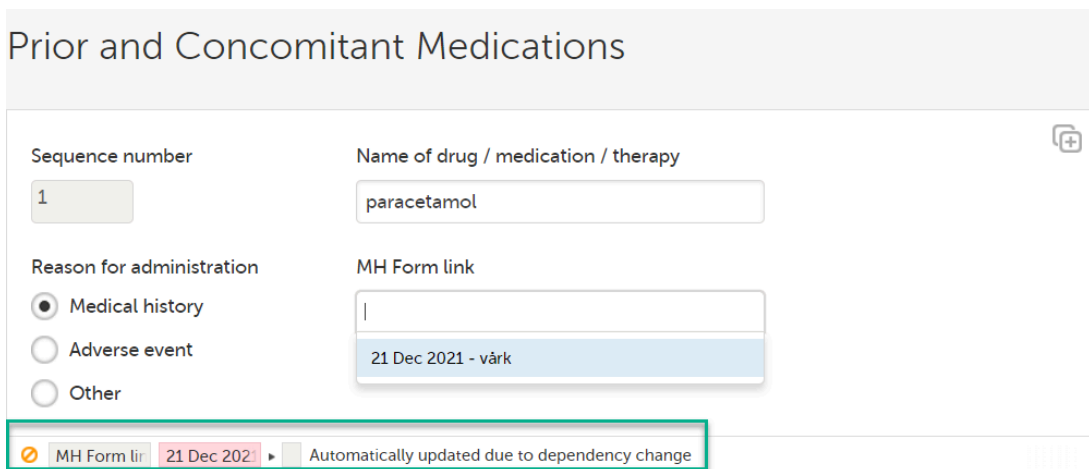 Prior and Concomitant Medications
Sequence number
Name of drug / medication / therapy
1
paracetamol
Reason for administration
MH Form link
Medical history
Adverse event
21 Dec 2021 - vårk
Other
MH Form lin 21 Dec 2021 Automatically updated due to dependency change